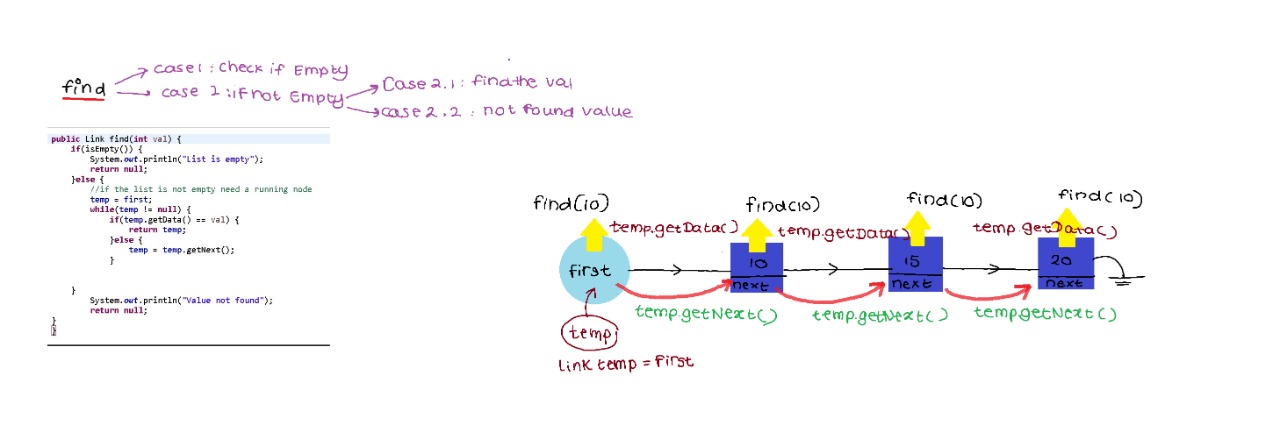 find
case1 : Check if Empty
case 2 : if not Empty
Case 2.1 : find the val
case 2.2 : not found value
public Link find(int val) {
if(isEmpty()) {
System.out.println("List is empty");
return null;
}else {
//if the list is not empty need a running node
temp = first;
while(temp != null) {
if(temp.getData() == val) {
return temp;
}else {
temp = temp.getNext();
}
}
System.out.println("Value not found");
return null;
}
}
find(10) find(10) find(10) find(10)
temp.getData() temp.getData() temp.getData()
first 10 15 20
next next next
temp.getNext() temp.getNext() temp.getNext()
temp
Link temp = first